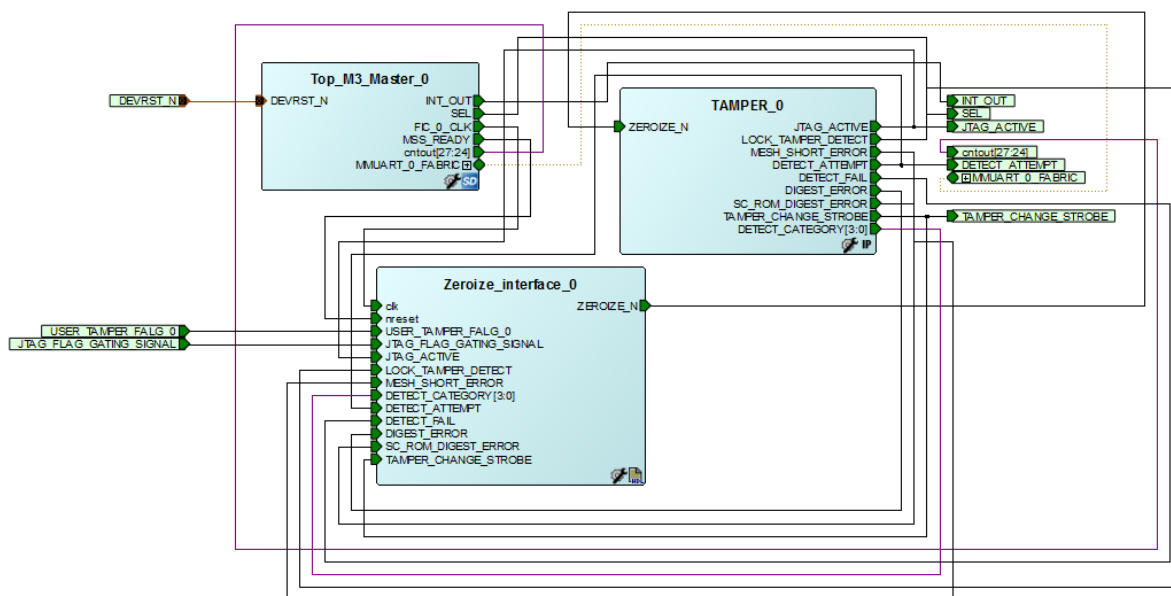 Top_M3_Master_0
DEVRST_N
DEVRST_N
INT_OUT
SEL
FIC_0_CLK
MSS_READY
cntout[27:24]
MMUART_0_FABRIC
SD
TAMPER_0
ZEROIZE_N
JTAG_ACTIVE
LOCK_TAMPER_DETECT
MESH_SHORT_ERROR
DETECT_ATTEMPT
DETECT_FAIL
DIGEST_ERROR
SC_ROM_DIGEST_ERROR
TAMPER_CHANGE_STROBE
DETECT_CATEGORY[3:0]
IP
INT_OUT
SEL
JTAG_ACTIVE
cntout[27:24]
DETECT_ATTEMPT
MMUART_0_FABRIC
TAMPER_CHANGE_STROBE
Zeroize_interface_0
clk
nreset
USER_TAMPER_FALG_0
JTAG_FLAG_GATING_SIGNAL
JTAG_ACTIVE
LOCK_TAMPER_DETECT
MESH_SHORT_ERROR
DETECT_CATEGORY[3:0]
DETECT_ATTEMPT
DETECT_FAIL
DIGEST_ERROR
SC_ROM_DIGEST_ERROR
TAMPER_CHANGE_STROBE
ZEROIZE_N
HDL
USER_TAMPER_FALG_0
JTAG_FLAG_GATING_SIGNAL